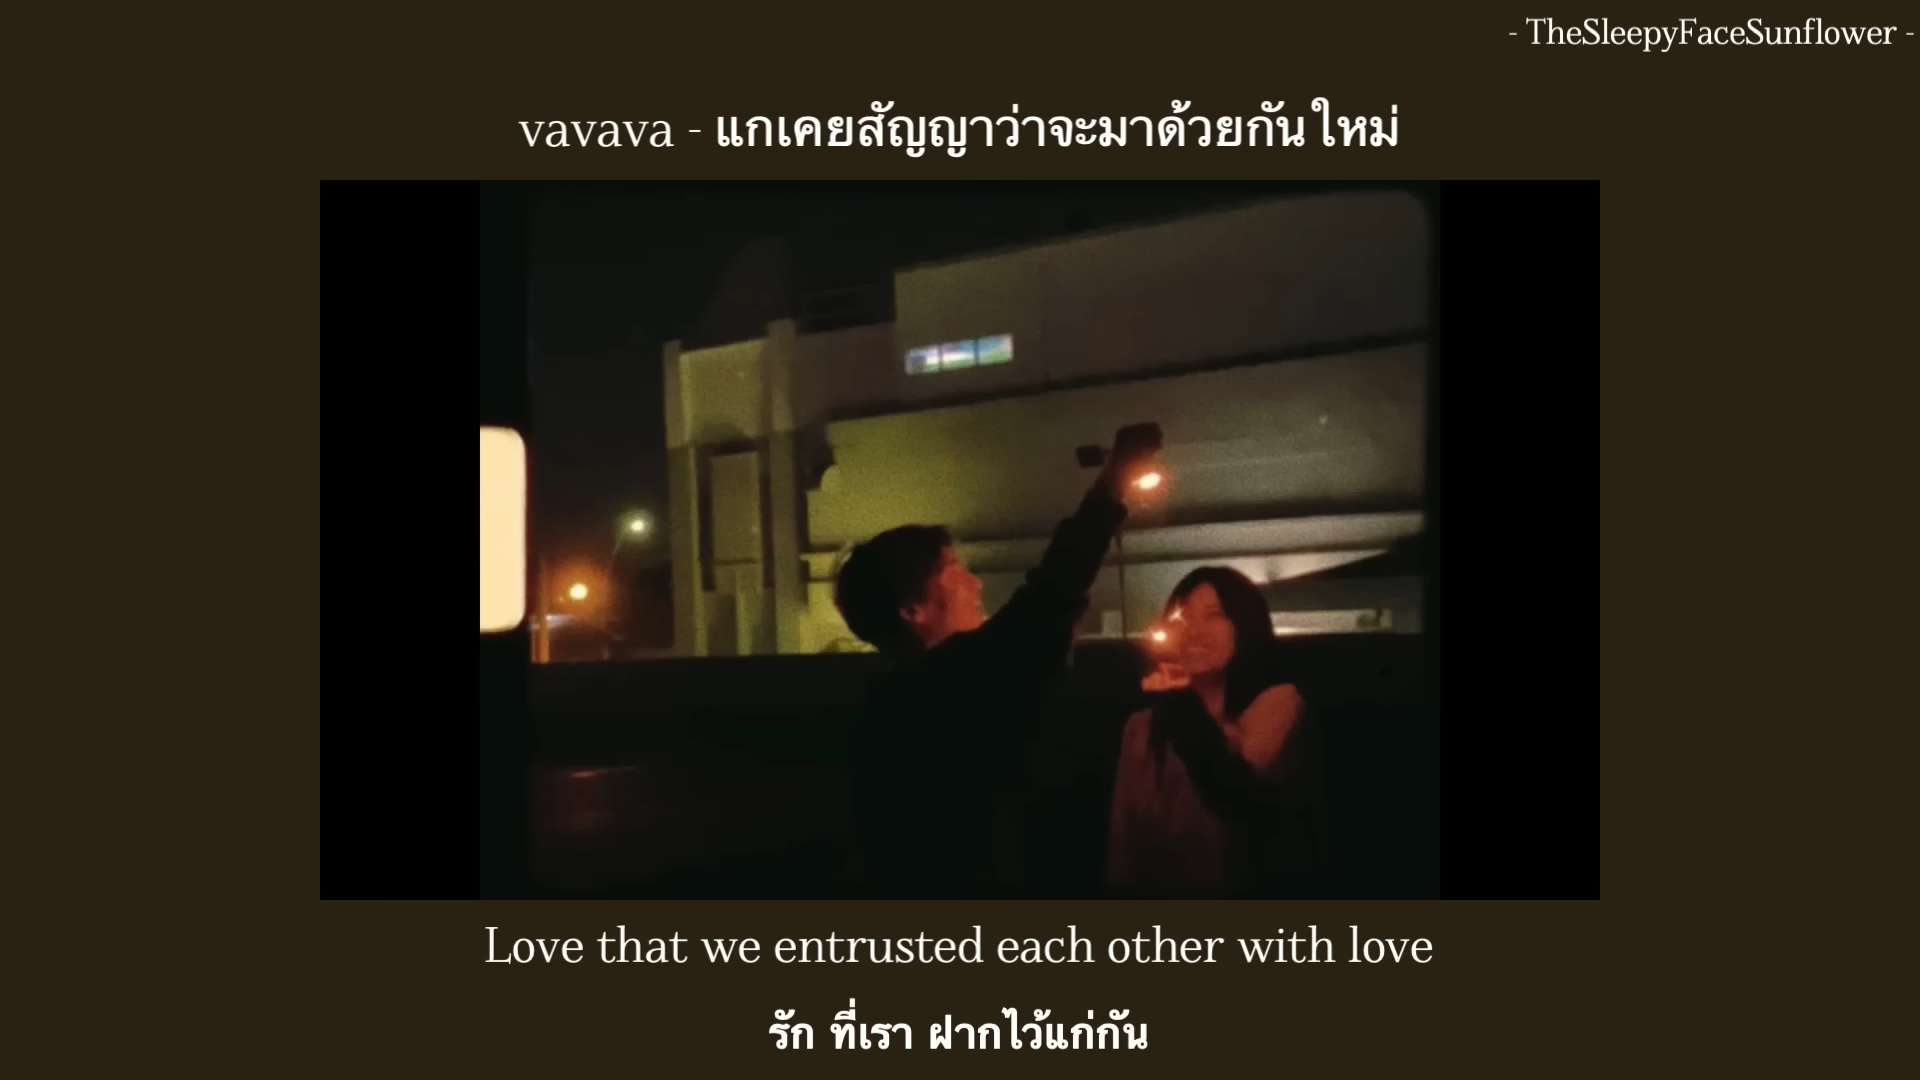 - TheSleepyFaceSunflower -
vavava - แกเคยสัญญาว่าจะมาด้วยกันใหม่
Love that we entrusted each other with love
รัก ที่เรา ฝากไว้แก่กัน